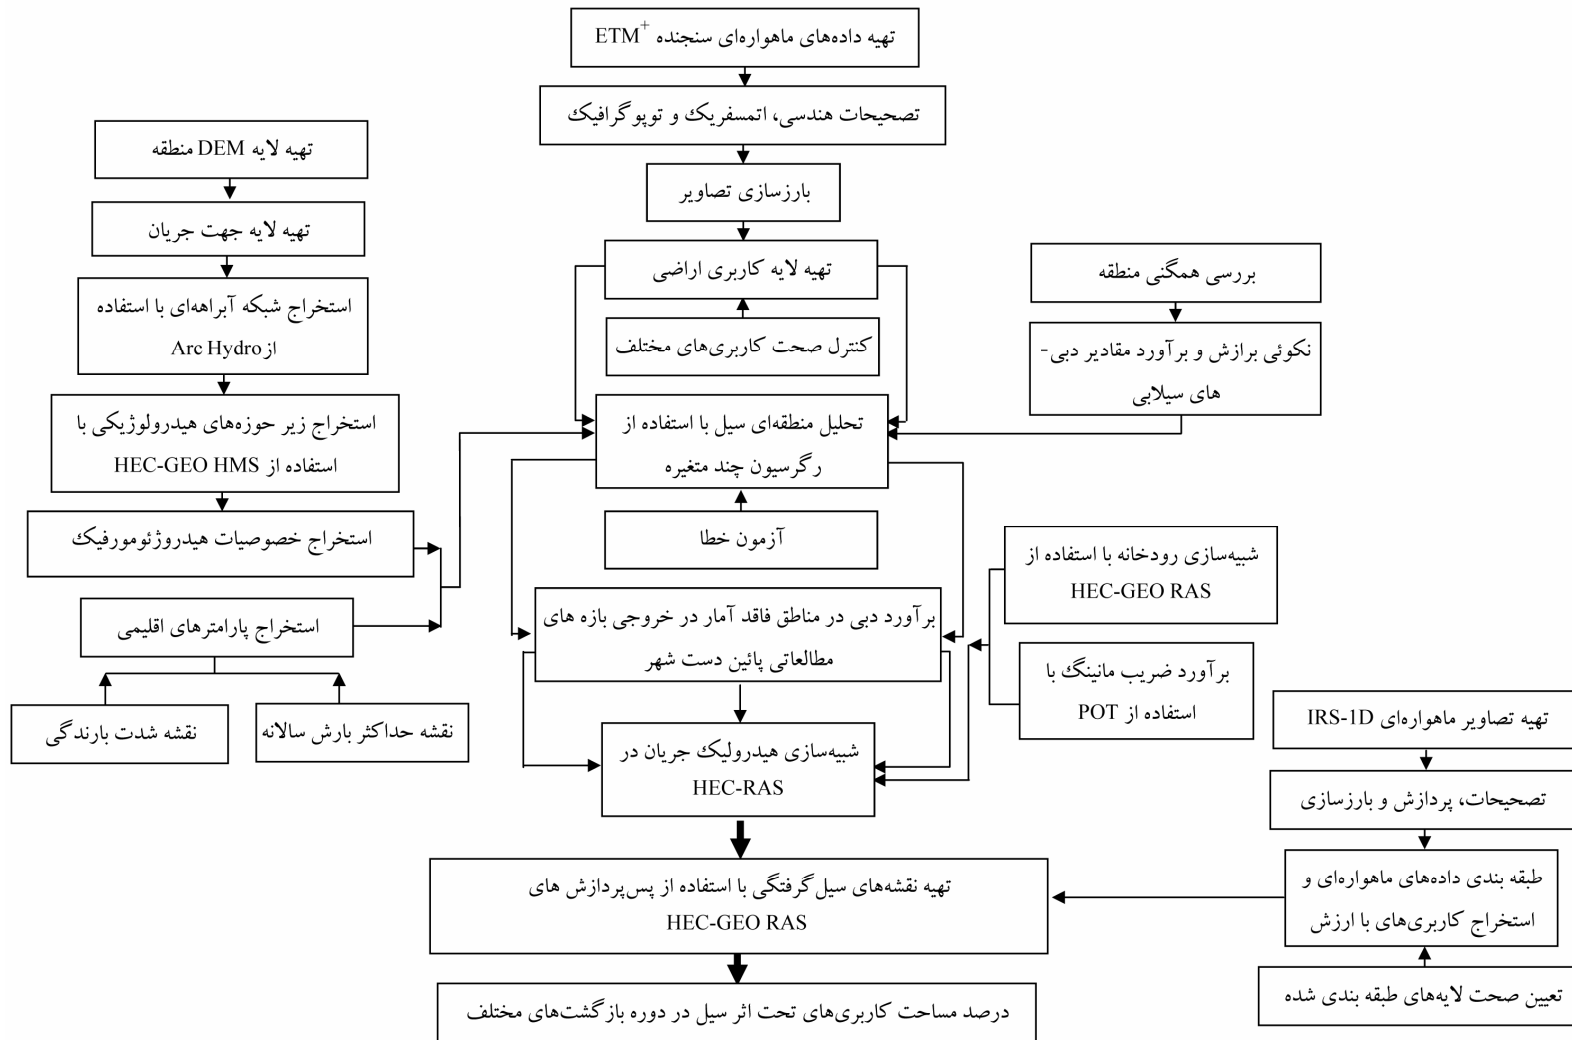 تهیه داده‌های ماهواره‌ای سنجنده ETM+
تصحیحات هندسی، اتمسفریک و توپوگرافیک
بارزسازی تصاویر
تهیه لایه کاربری اراضی
کنترل صحت کاربری‌های مختلف
تهیه لایه DEM منطقه
تهیه لایه جهت جریان
استخراج شبکه آبراهه‌ای با استفاده
از Arc Hydro
استخراج زیر حوزه‌های هیدرولوژیکی با
استفاده از HEC-GEO HMS
استخراج خصوصیات هیدروژئومورفیک
استخراج پارامترهای اقلیمی
نقشه حداکثر بارش سالانه
نقشه شدت بارندگی
بررسی همگنی منطقه
نکوئی برازش و برآورد مقادیر دبی-
های سیلابی
تحلیل منطقه‌ای سیل با استفاده از
رگرسیون چند متغیره
آزمون خطا
برآورد دبی در مناطق فاقد آمار در خروجی بازه های
مطالعاتی پائین دست شهر
شبیه‌سازی رودخانه با استفاده از
HEC-GEO RAS
برآورد ضریب مانینگ با
استفاده از POT
شبیه‌سازی هیدرولیک جریان در
HEC-RAS
تهیه تصاویر ماهواره‌ای IRS-1D
تصحیحات، پردازش و بارزسازی
طبقه بندی داده‌های ماهواره‌ای و
استخراج کاربری‌های با ارزش
تعیین صحت لایه‌های طبقه بندی شده
تهیه نقشه‌های سیل‌گرفتگی با استفاده از پس‌پردازش های
HEC-GEO RAS
درصد مساحت کاربری‌های تحت اثر سیل در دوره بازگشت‌های مختلف